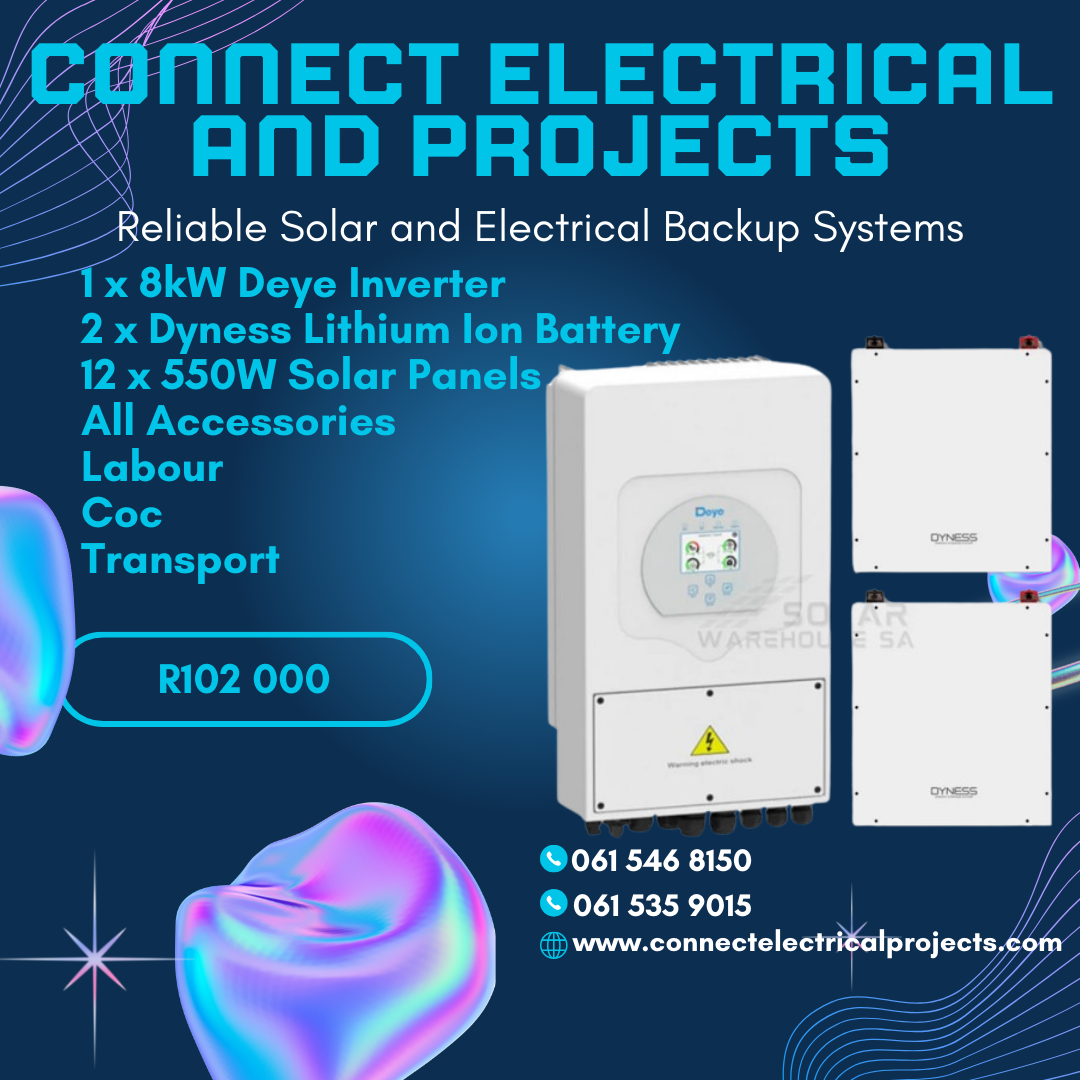 CONNECT ELECTRICAL
AND PROJECTS
Reliable Solar and Electrical Backup Systems
1 x 8kW Deye Inverter
2 x Dyness Lithium Ion Battery
12 x 550W Solar Panels
All Accessories
Labour
Coc
Transport
R102 000
Deye
SOLAR
WAREHOUSE SA
Warning electric shock
DYNESS
DYNESS
061 546 8150
061 535 9015
www.connectelectricalprojects.com